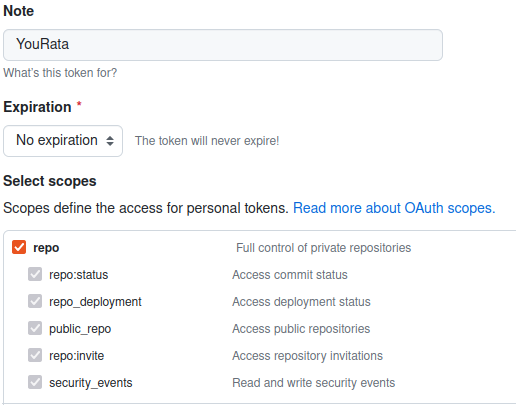 Note
YouRata
What's this token for?
Expiration *
No expiration The token will never expire!
Select scopes
Scopes define the access for personal tokens. Read more about OAuth scopes.
repo Full control of private repositories
repo:status Access commit status
repo_deployment Access deployment status
public_repo Access public repositories
repo:invite Access repository invitations
security_events Read and write security events